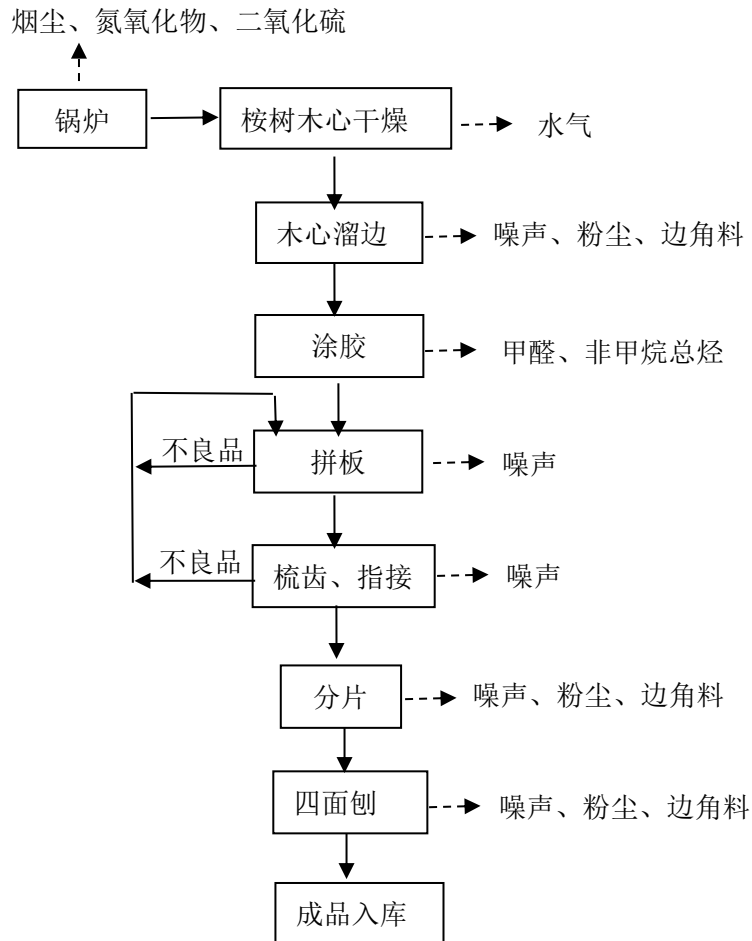 烟尘、氮氧化物、二氧化硫
锅炉
桉树木心干燥
水气
木心溜边
噪声、粉尘、边角料
涂胶
甲醛、非甲烷总烃
不良品
拼板
噪声
不良品
梳齿、指接
噪声
分片
噪声、粉尘、边角料
四面刨
噪声、粉尘、边角料
成品入库